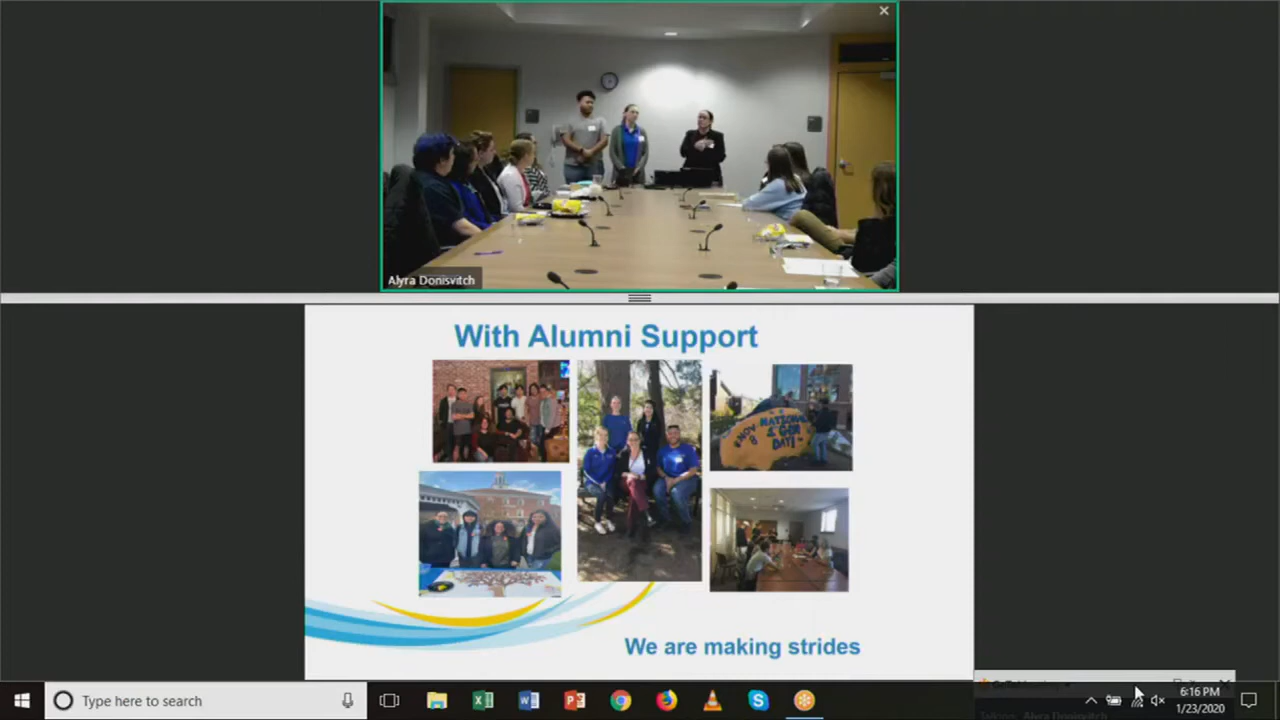 Alyra Donisvitch
With Alumni Support
NATIONAL
DAY!
We are making strides
Type here to search
6:16 PM
1/23/2020